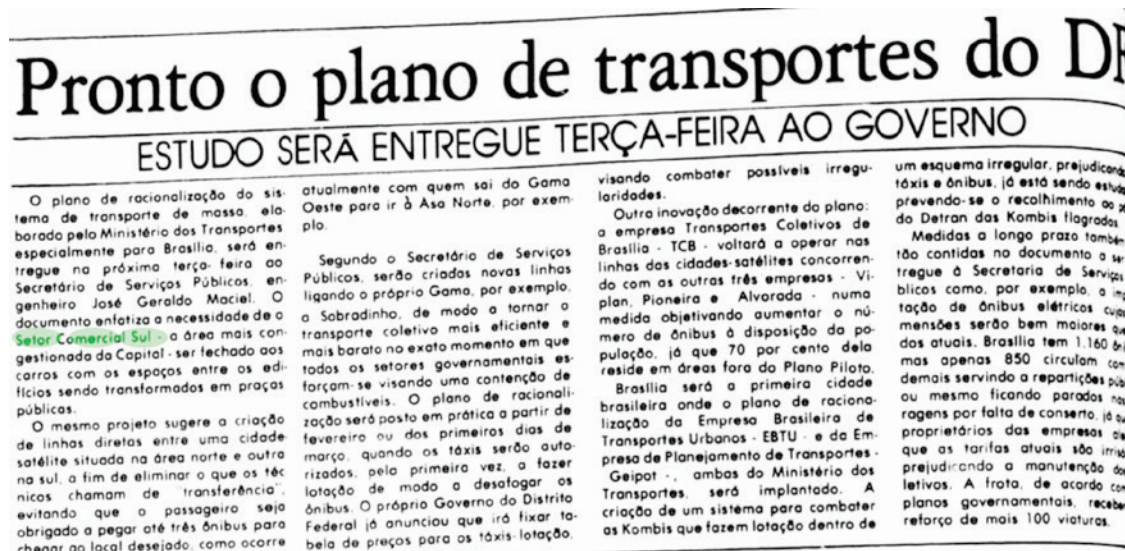 Pronto o plano de transportes do DF
ESTUDO SERÁ ENTREGUE TERÇA-FEIRA AO GOVERNO
O plano de racionalização do sis-
tema de transporte de massa, ela-
borado pelo Ministério dos Transportes
especialmente para Brasília, será en-
tregue na próxima terça-feira ao
Secretário de Serviços Públicos, en-
genheiro José Geraldo Maciel. O
documento enfatiza a necessidade de o
Setor Comercial Sul - a área mais con-
gestionada da Capital - ser fechado aos
carros com os espaços entre os edi-
fícios sendo transformados em praças
públicas.
O mesmo projeto sugere a criação
de linhas diretas entre uma cidade
satélite situada na área norte e outra
na sul, a fim de eliminar o que os téc
nicos chamam de "transferência",
evitando que o passageiro seja
obrigado a pegar até três ônibus para
chegar ao local desejado, como ocorre
atualmente com quem sai do Gama
Oeste para ir à Asa Norte, por exem-
plo.
Segundo o Secretário de Serviços
Públicos, serão criadas novas linhas
ligando o próprio Gama, por exemplo,
a Sobradinho, de modo a tornar o
transporte coletivo mais eficiente e
mais barato no exato momento em que
todos os setores governamentais es-
forçam-se visando uma contenção de
combustíveis. O plano de racionali-
zação será posto em prática a partir de
fevereiro ou dos primeiros dias de
março, quando os táxis serão auto-
rizados, pela primeira vez, a fazer
lotação de modo a desafogar os
ônibus. O próprio Governo do Distrito
Federal já anunciou que irá fixar ta-
bela de preços para os táxis-lotação,
visando combater possíveis irregu-
laridades.
Outra inovação decorrente do plano:
a empresa Transportes Coletivos de
Brasília - TCB - voltará a operar nas
linhas das cidades-satélites concorren-
do com as outras três empresas - Vi-
plan, Pioneira e Alvorada - numa
medida objetivando aumentar o nú-
mero de ônibus à disposição da po-
pulação, já que 70 por cento dela
reside em áreas fora do Plano Piloto.
Brasília será a primeira cidade
brasileira onde o plano de raciona-
lização da Empresa Brasileira de
Transportes Urbanos - EBTU - e da Em-
presa de Planejamento de Transportes -
Geipot -, ambas do Ministério dos
Transportes, será implantado. A
criação de um sistema para combater
as Kombis que fazem lotação dentro de
um esquema irregular, prejudicando
táxis e ônibus, já está sendo
prevendo-se o recolhimento ao
do Detran das Kombis flagradas
Medidas a longo prazo também
tão contidas no documento a ser
tregue à Secretaria de Serviços
blicos como, por exemplo, a
tação de ônibus elétricos cujas
mensões serão bem maiores que
dos atuais. Brasília tem 1.160
mas apenas 850 circulam
demais servindo a repartições
ou mesmo ficando parados nas
ragens por falta de conserto, já que
proprietários das empresas
que as tarifas atuais são
prejudicando a manutenção dos
letivos. A frota, de acordo com
planos governamentais, receberá
reforço de mais 100 viaturas.